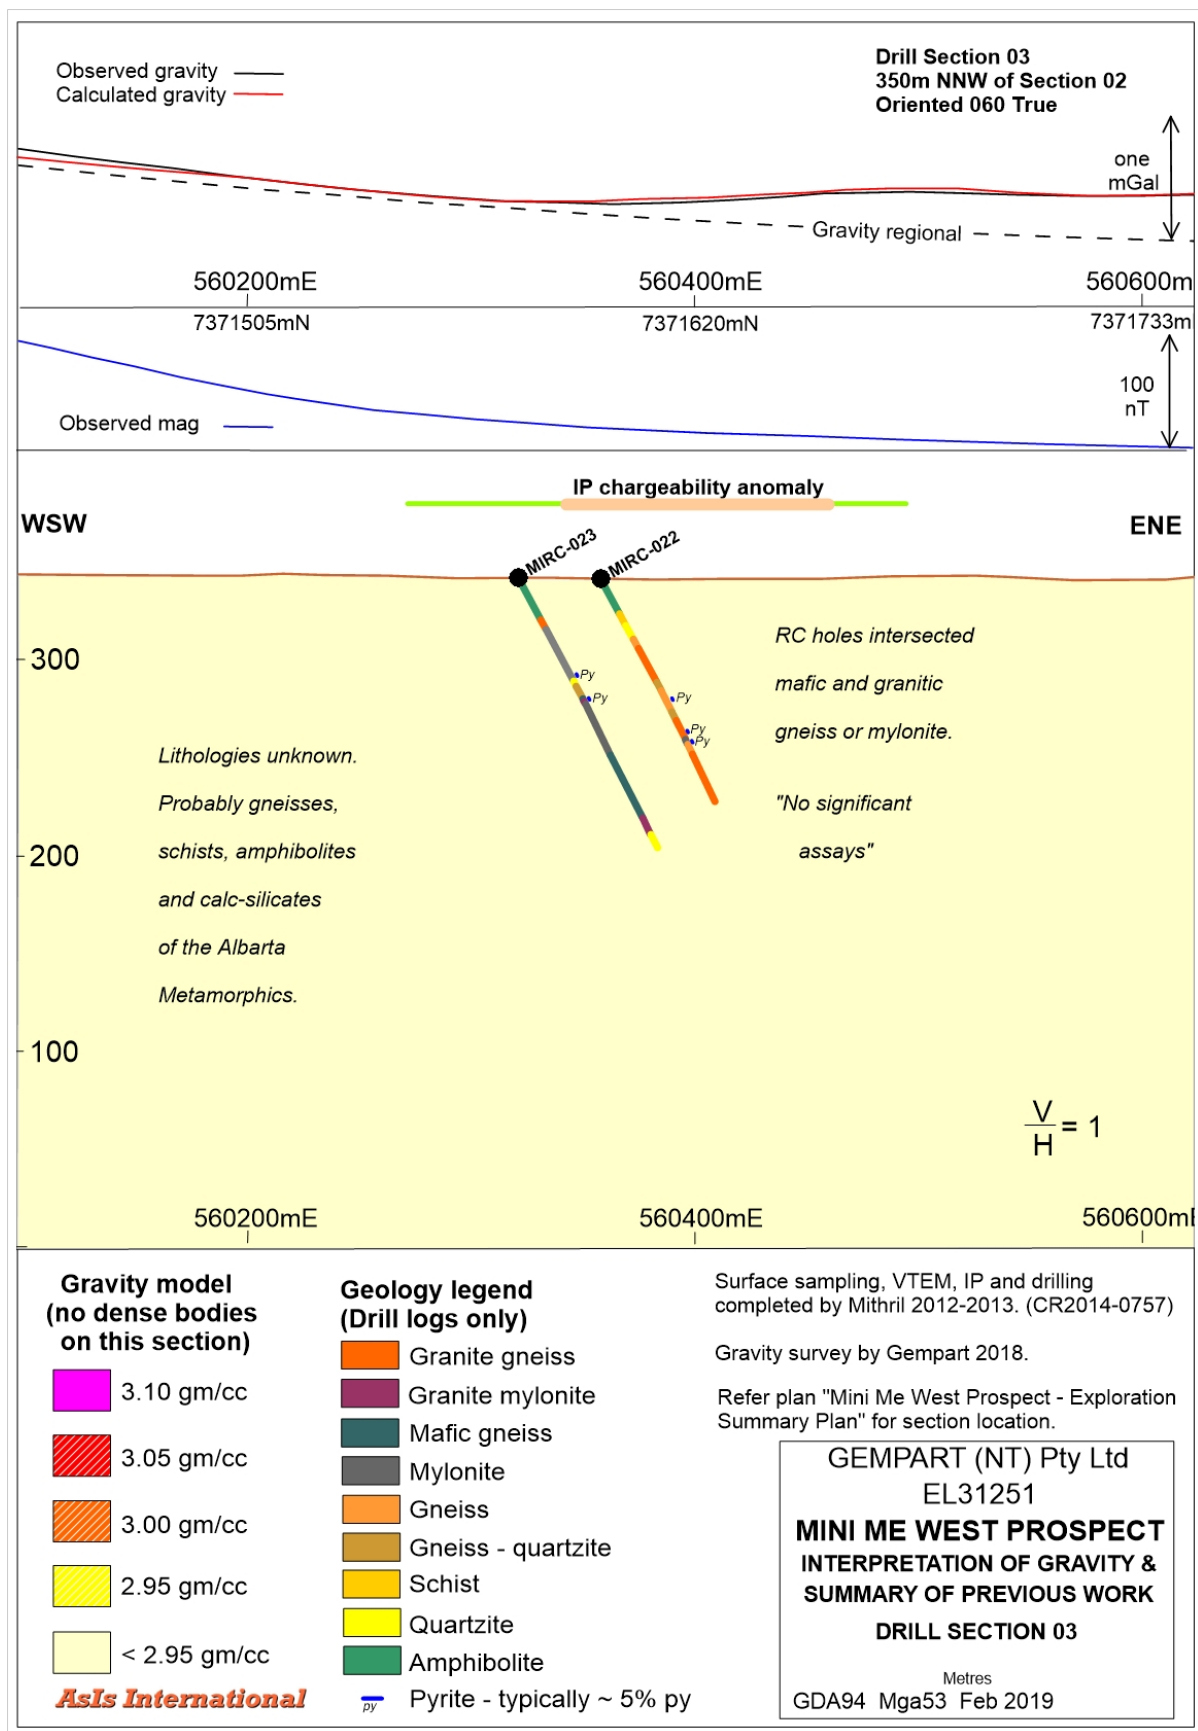 Observed gravity
Calculated gravity
Drill Section 03
350m NNW of Section 02
Oriented 060 True
one
mGal
Gravity regional
560200mE
560400mE
560600m
7371505mN
7371620mN
7371733m
100
nT
Observed mag
IP chargeability anomaly
WSW
ENE
MIRC-023
MIRC-022
300
200
100
Py
Py
Py
Py
Py
RC holes intersected
mafic and granitic
gneiss or mylonite.
"No significant
assays"
Lithologies unknown.
Probably gneisses,
schists, amphibolites
and calc-silicates
of the Albarta
Metamorphics.
V
H
= 1
560200mE
560400mE
560600mE
Gravity model
(no dense bodies
on this section)
3.10 gm/cc
3.05 gm/cc
3.00 gm/cc
2.95 gm/cc
< 2.95 gm/cc
AsIs International
Geology legend
(Drill logs only)
Granite gneiss
Granite mylonite
Mafic gneiss
Mylonite
Gneiss
Gneiss - quartzite
Schist
Quartzite
Amphibolite
py
Pyrite - typically ~ 5% py
Surface sampling, VTEM, IP and drilling
completed by Mithril 2012-2013. (CR2014-0757)
Gravity survey by Gempart 2018.
Refer plan "Mini Me West Prospect - Exploration
Summary Plan" for section location.
GEMPART (NT) Pty Ltd
EL31251
MINI ME WEST PROSPECT
INTERPRETATION OF GRAVITY &
SUMMARY OF PREVIOUS WORK
DRILL SECTION 03
Metres
GDA94 Mga53 Feb 2019